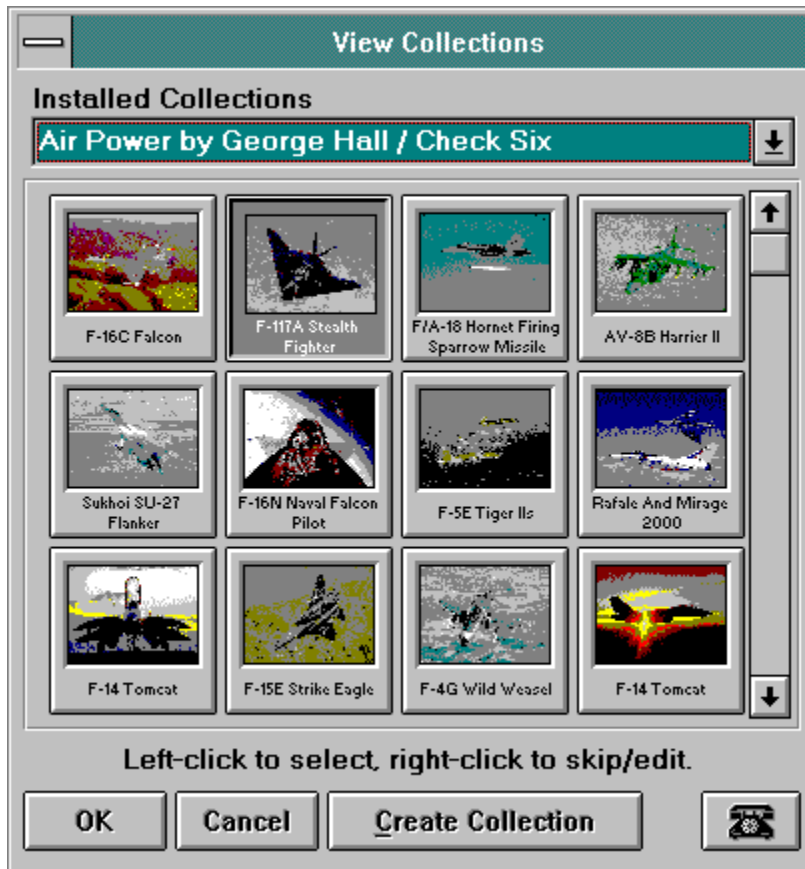 View Collections
Installed Collections
Air Power by George Hall / Check Six
F-16C Falcon
F-117A Stealth
Fighter
F/A-18 Hornet Firing
Sparrow Missile
AV-8B Harrier II
Sukhoi SU-27
Flanker
F-16N Naval Falcon
Pilot
F-5E Tiger IIs
Rafale And Mirage
2000
F-14 Tomcat
F-15E Strike Eagle
F-4G Wild Weasel
F-14 Tomcat
Left-click to select, right-click to skip/edit.
OK
Cancel
Create Collection